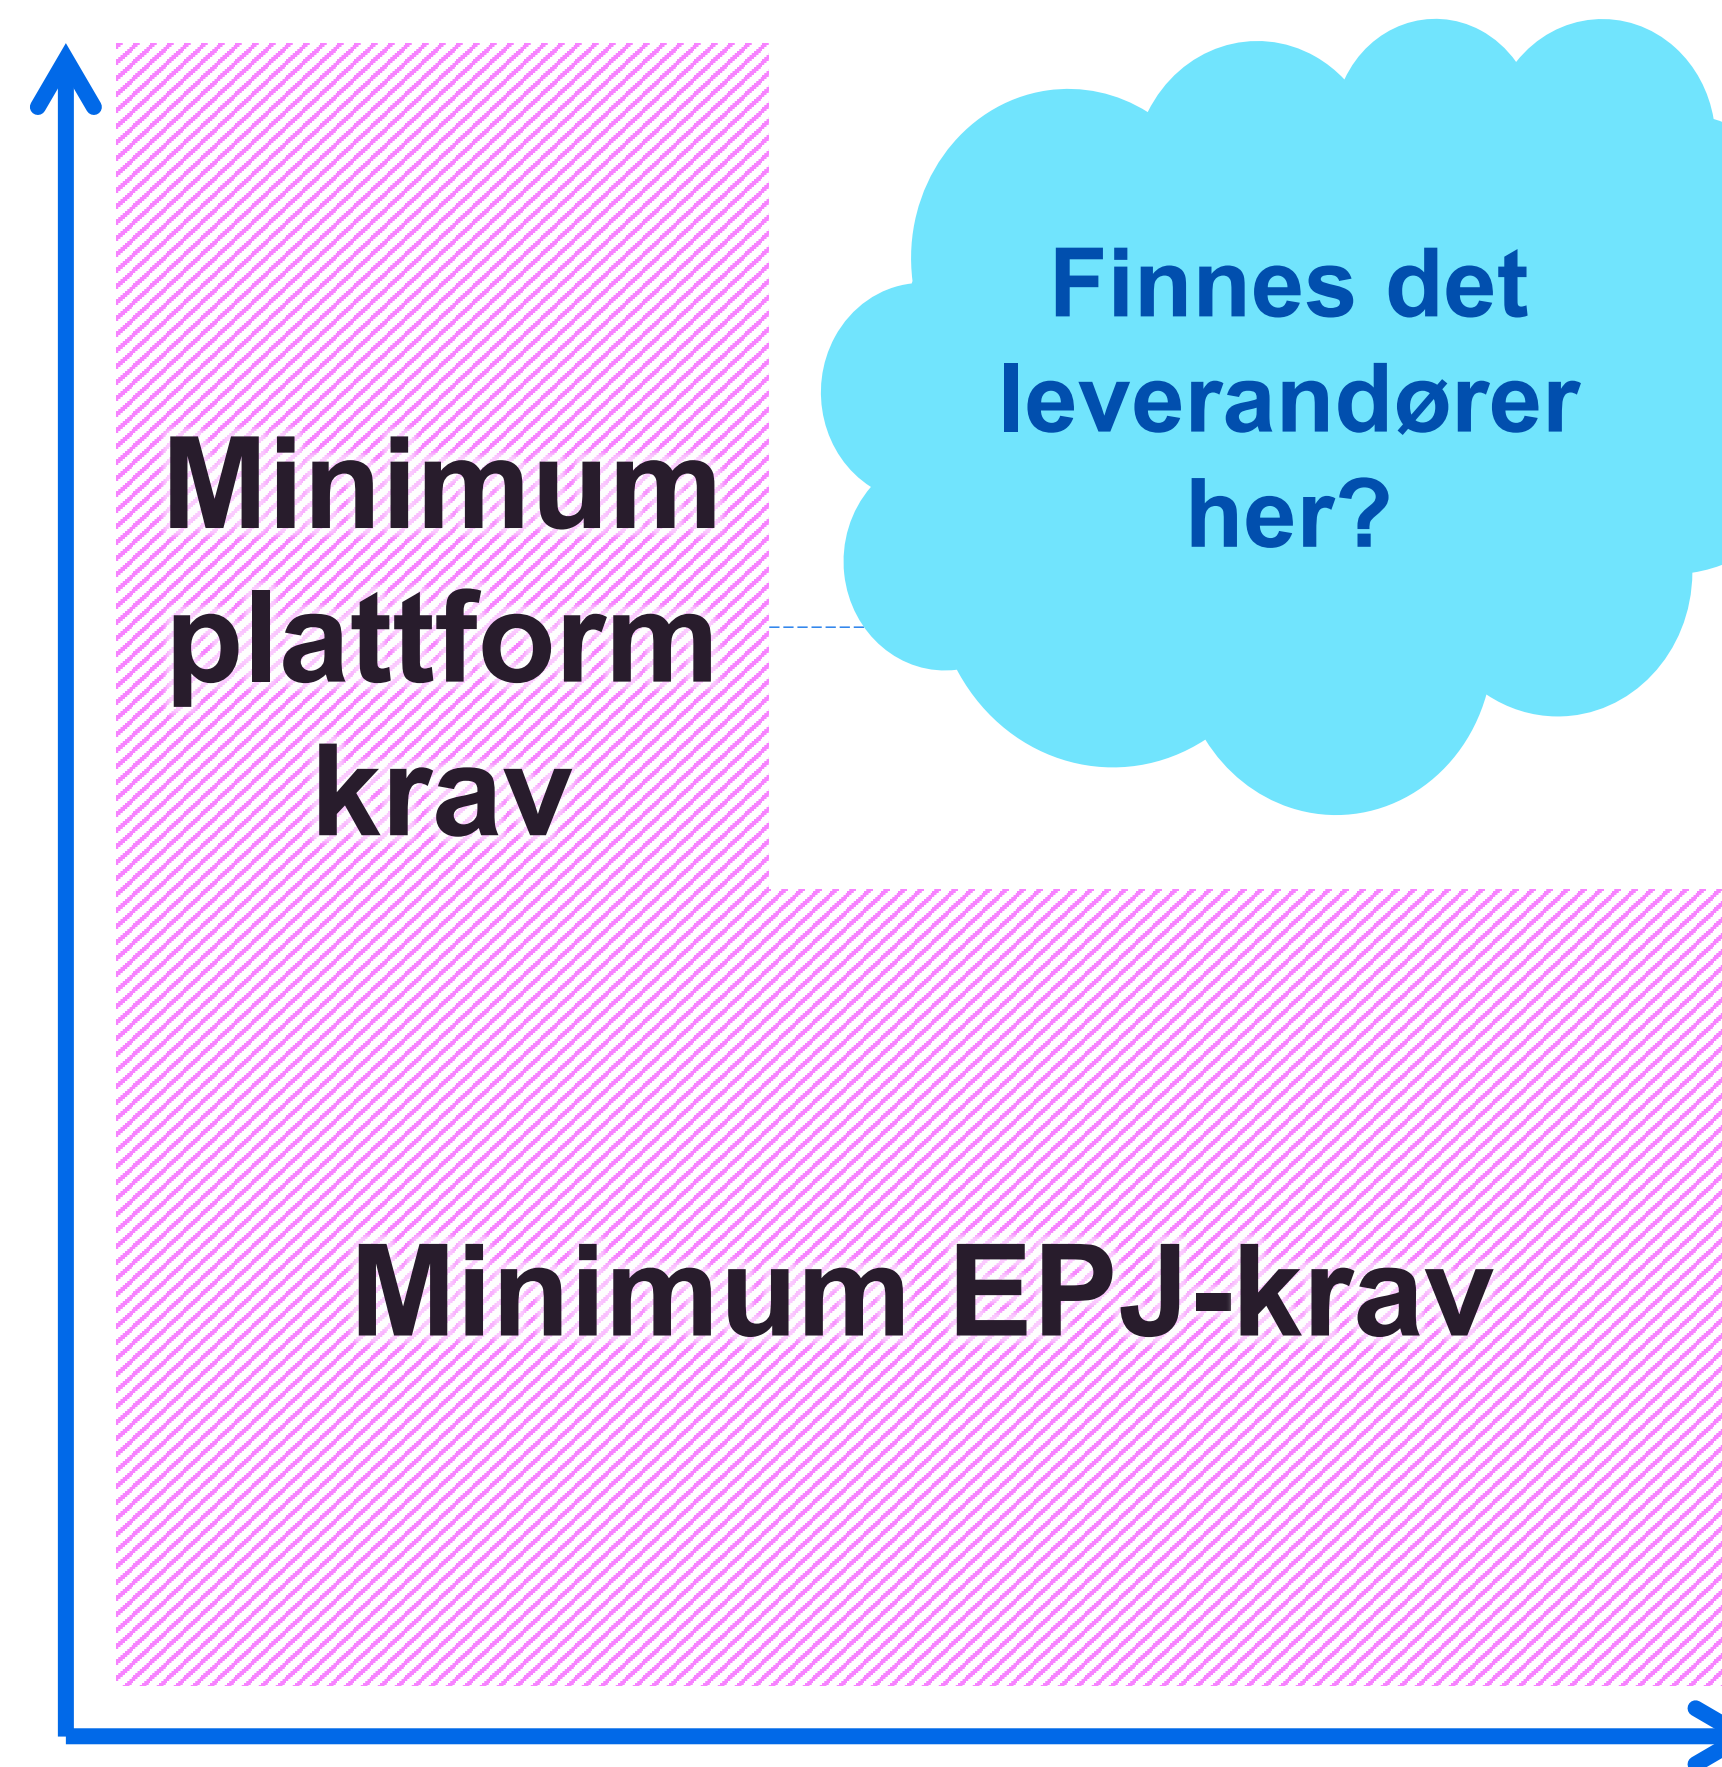 Finnes det
leverandører
her?
Minimum
plattform
krav
Minimum EPJ-krav